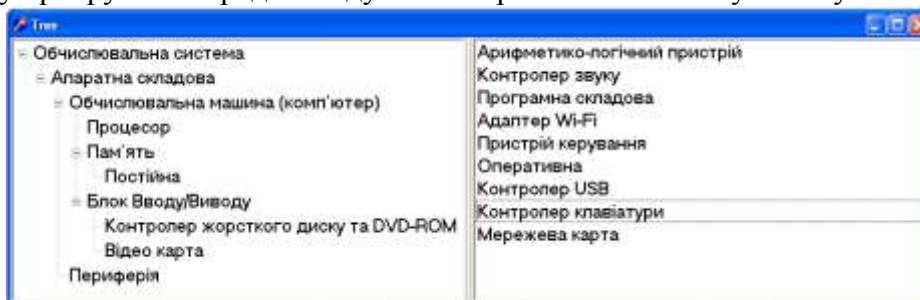 Tree
Обчислювальна система
Апаратна складова
Обчислювальна машина (комп'ютер)
Процесор
Пам'ять
Постійна
Блок Вводу/Виводу
Контролер жорсткого диску та DVD-ROM
Відео карта
Периферія
Арифметико-логічний пристрій
Контролер звуку
Програмна складова
Адаптер Wi-Fi
Пристрій керування
Оперативна
Контролер USB
Контролер клавіатури
Мережева карта